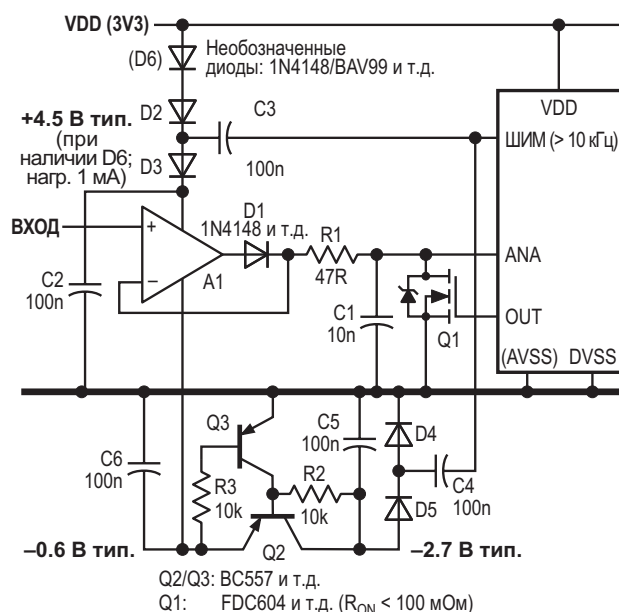 VDD (3V3)
(D6)
Необозначенные
диоды: 1N4148/BAV99 и т.д.
D2
C3
VDD
+4.5 В тип.
(при
наличии D6;
нагр. 1 мА)
D3
100n
ШИМ (> 10 кГц)
D1
1N4148 и т.д.
R1
ВХОД
+
−
A1
47R
ANA
C2
100n
C1
10n
Q1
OUT
(AVSS)
DVSS
Q3
C5
100n
D4
C6
100n
R3
10k
R2
10k
C4
100n
D5
Q2
–0.6 В тип.
–2.7 В тип.
Q2/Q3: BC557 и т.д.
Q1: FDC604 и т.д. (RON < 100 мОм)